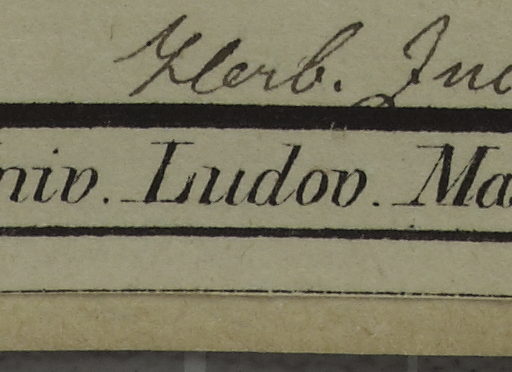 Herb. Ind
niv. Ludov. Ma